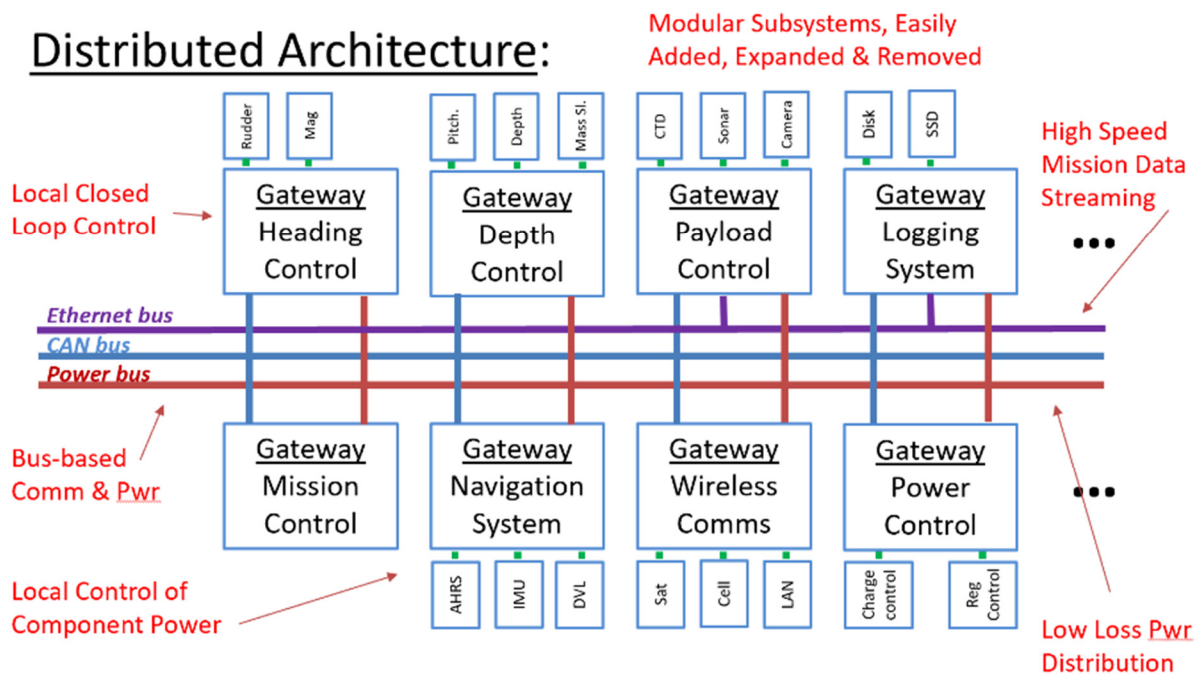 Distributed Architecture:
Modular Subsystems, Easily
Added, Expanded & Removed
Rudder
Mag
Pitch.
Depth
Mass Sl.
CTD
Sonar
Camera
Disk
SSD
High Speed
Mission Data
Streaming
Local Closed
Loop Control
Gateway
Heading
Control
Gateway
Depth
Control
Gateway
Payload
Control
Gateway
Logging
System
...
Ethernet bus
CAN bus
Power bus
Bus-based
Comm & Pwr
Gateway
Mission
Control
Gateway
Navigation
System
Gateway
Wireless
Comms
Gateway
Power
Control
...
Local Control of
Component Power
AHRS
IMU
DVL
Sat
Cell
LAN
Charge
control
Reg
Control
Low Loss Pwr
Distribution